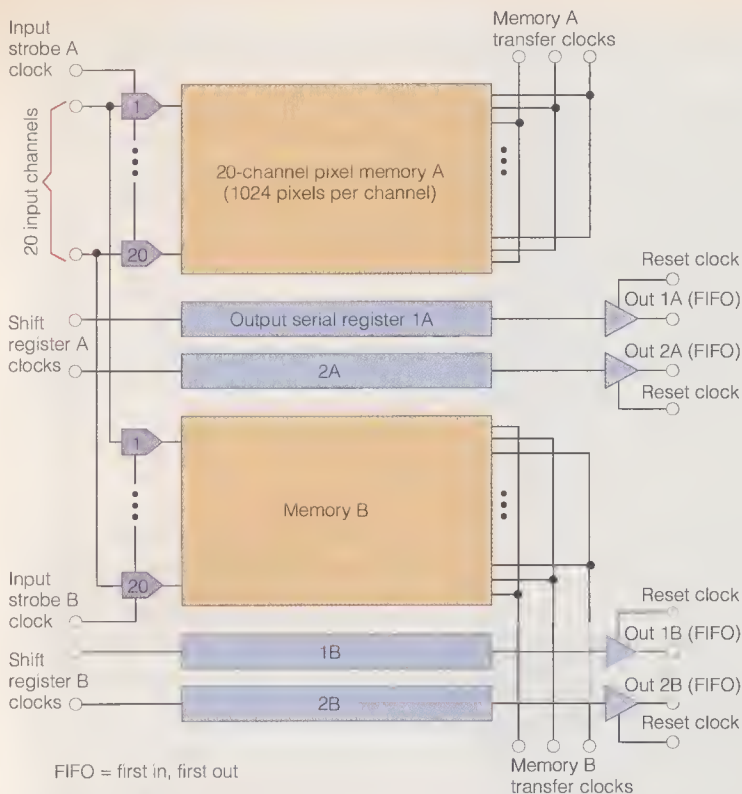 Input
strobe A
clock
Memory A
transfer clocks
1
20-channel pixel memory A
(1024 pixels per channel)
20 input channels
20
Reset clock
Out 1A (FIFO)
Shift
register A
clocks
Output serial register 1A
2A
Out 2A (FIFO)
Reset clock
1
Memory B
20
Input
strobe B
clock
Reset clock
Out 1B (FIFO)
Shift
register B
clocks
1B
2B
Out 2B (FIFO)
Reset clock
FIFO = first in, first out
Memory B
transfer clocks